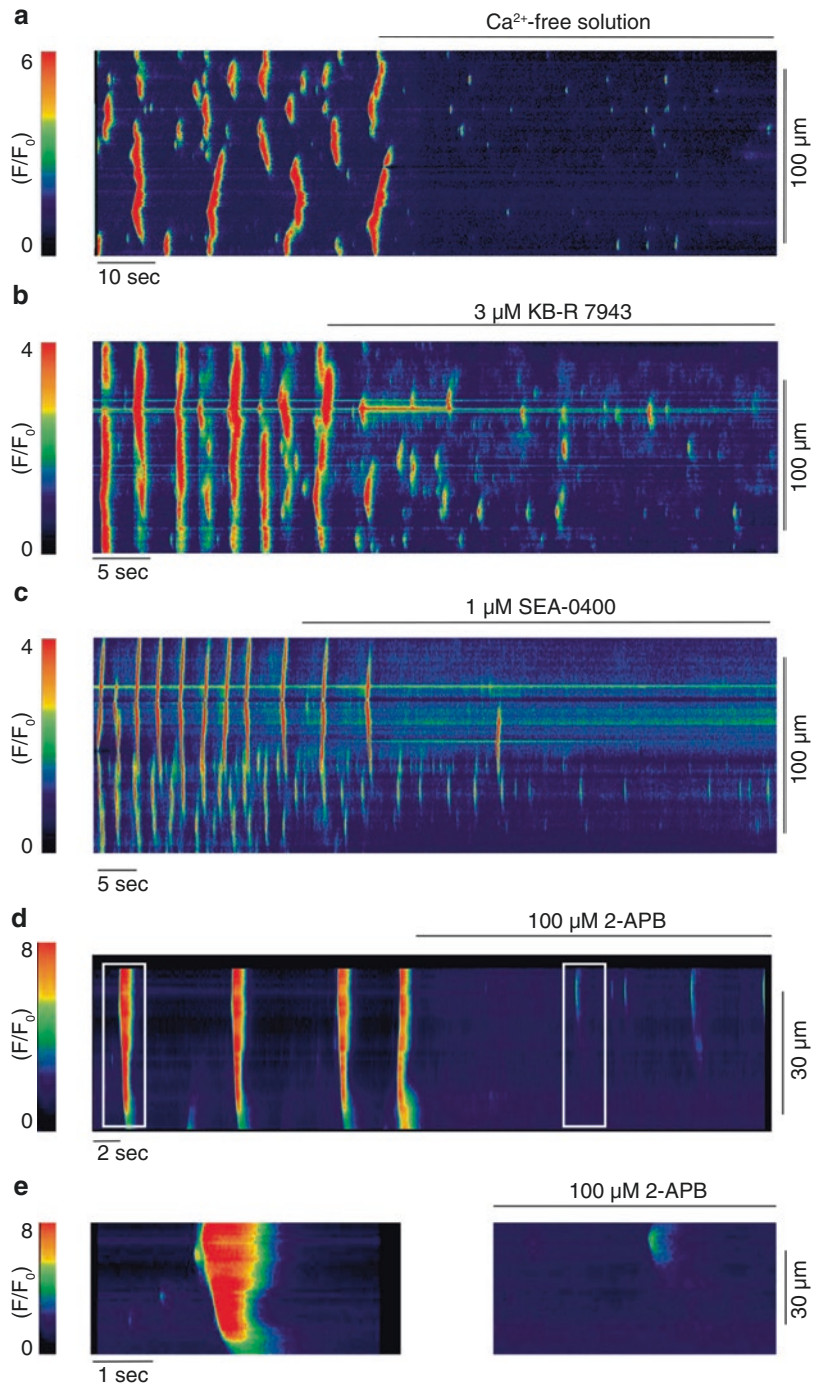 a
Ca²⁺-free solution
6
(F/F₀)
0
100 µm
10 sec
b
3 µM KB-R 7943
4
(F/F₀)
0
100 µm
5 sec
c
1 µM SEA-0400
4
(F/F₀)
0
100 µm
5 sec
d
100 µM 2-APB
8
(F/F₀)
0
30 µm
2 sec
e
100 µM 2-APB
8
(F/F₀)
0
30 µm
1 sec